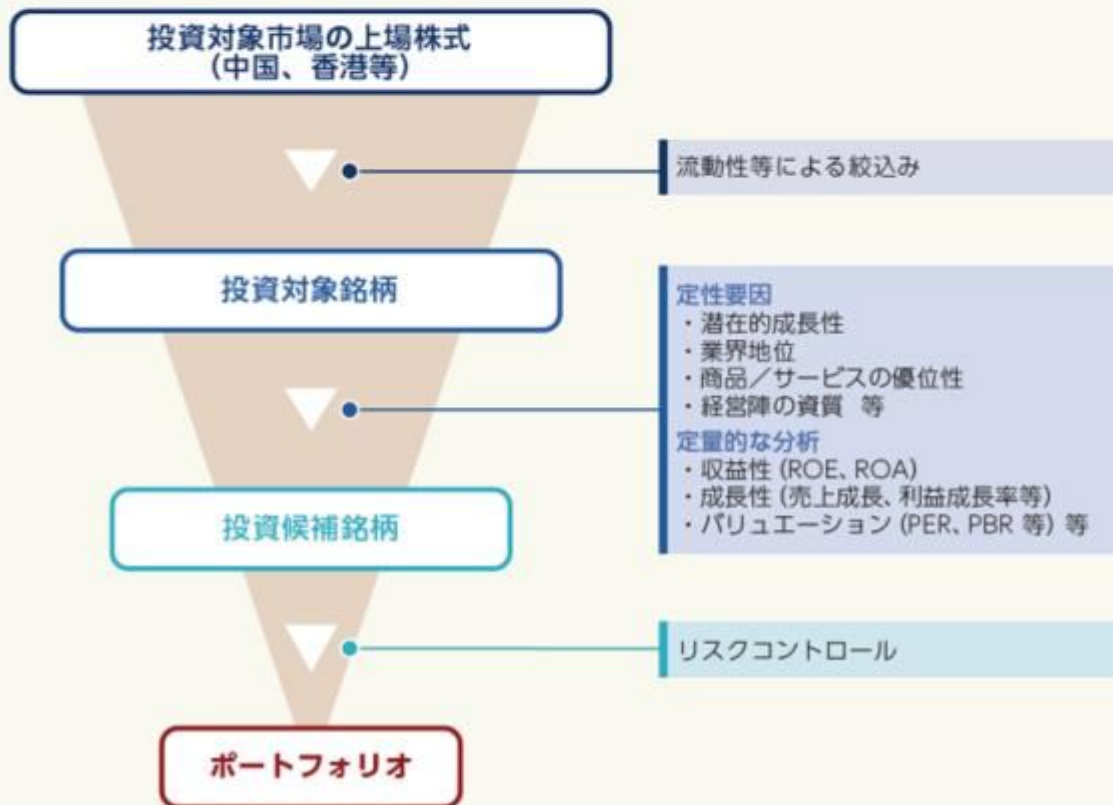 投資対象市場の上場株式
（中国、香港等）
流動性等による絞込み
投資対象銘柄
定性要因
・潜在的成長性
・業界地位
・商品／サービスの優位性
・経営陣の資質 等
定量的な分析
・収益性 (ROE、ROA)
・成長性 (売上成長、利益成長率等)
・バリュエーション (PER、PBR 等) 等
投資候補銘柄
リスクコントロール
ポートフォリオ